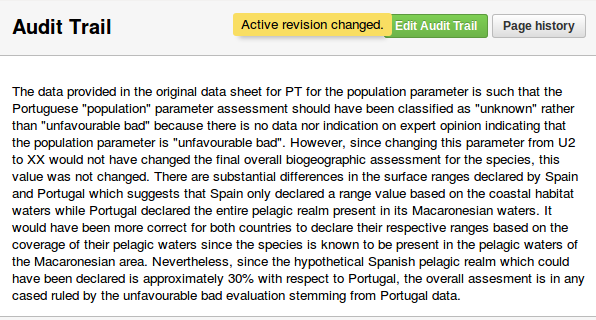 Audit Trail
Active revision changed.
Edit Audit Trail
Page history
The data provided in the original data sheet for PT for the population parameter is such that the
Portuguese "population" parameter assessment should have been classified as "unknown" rather
than "unfavourable bad" because there is no data nor indication on expert opinion indicating that
the population parameter is "unfavourable bad". However, since changing this parameter from U2
to XX would not have changed the final overall biogeographic assessment for the species, this
value was not changed. There are substantial differences in the surface ranges declared by Spain
and Portugal which suggests that Spain only declared a range value based on the coastal habitat
waters while Portugal declared the entire pelagic realm present in its Macaronesian waters. It
would have been more correct for both countries to declare their respective ranges based on the
coverage of their pelagic waters since the species is known to be present in the pelagic waters of
the Macaronesian area. Nevertheless, since the hypothetical Spanish pelagic realm which could
have been declared is approximately 30% with respect to Portugal, the overall assesment is in any
cased ruled by the unfavourable bad evaluation stemming from Portugal data.